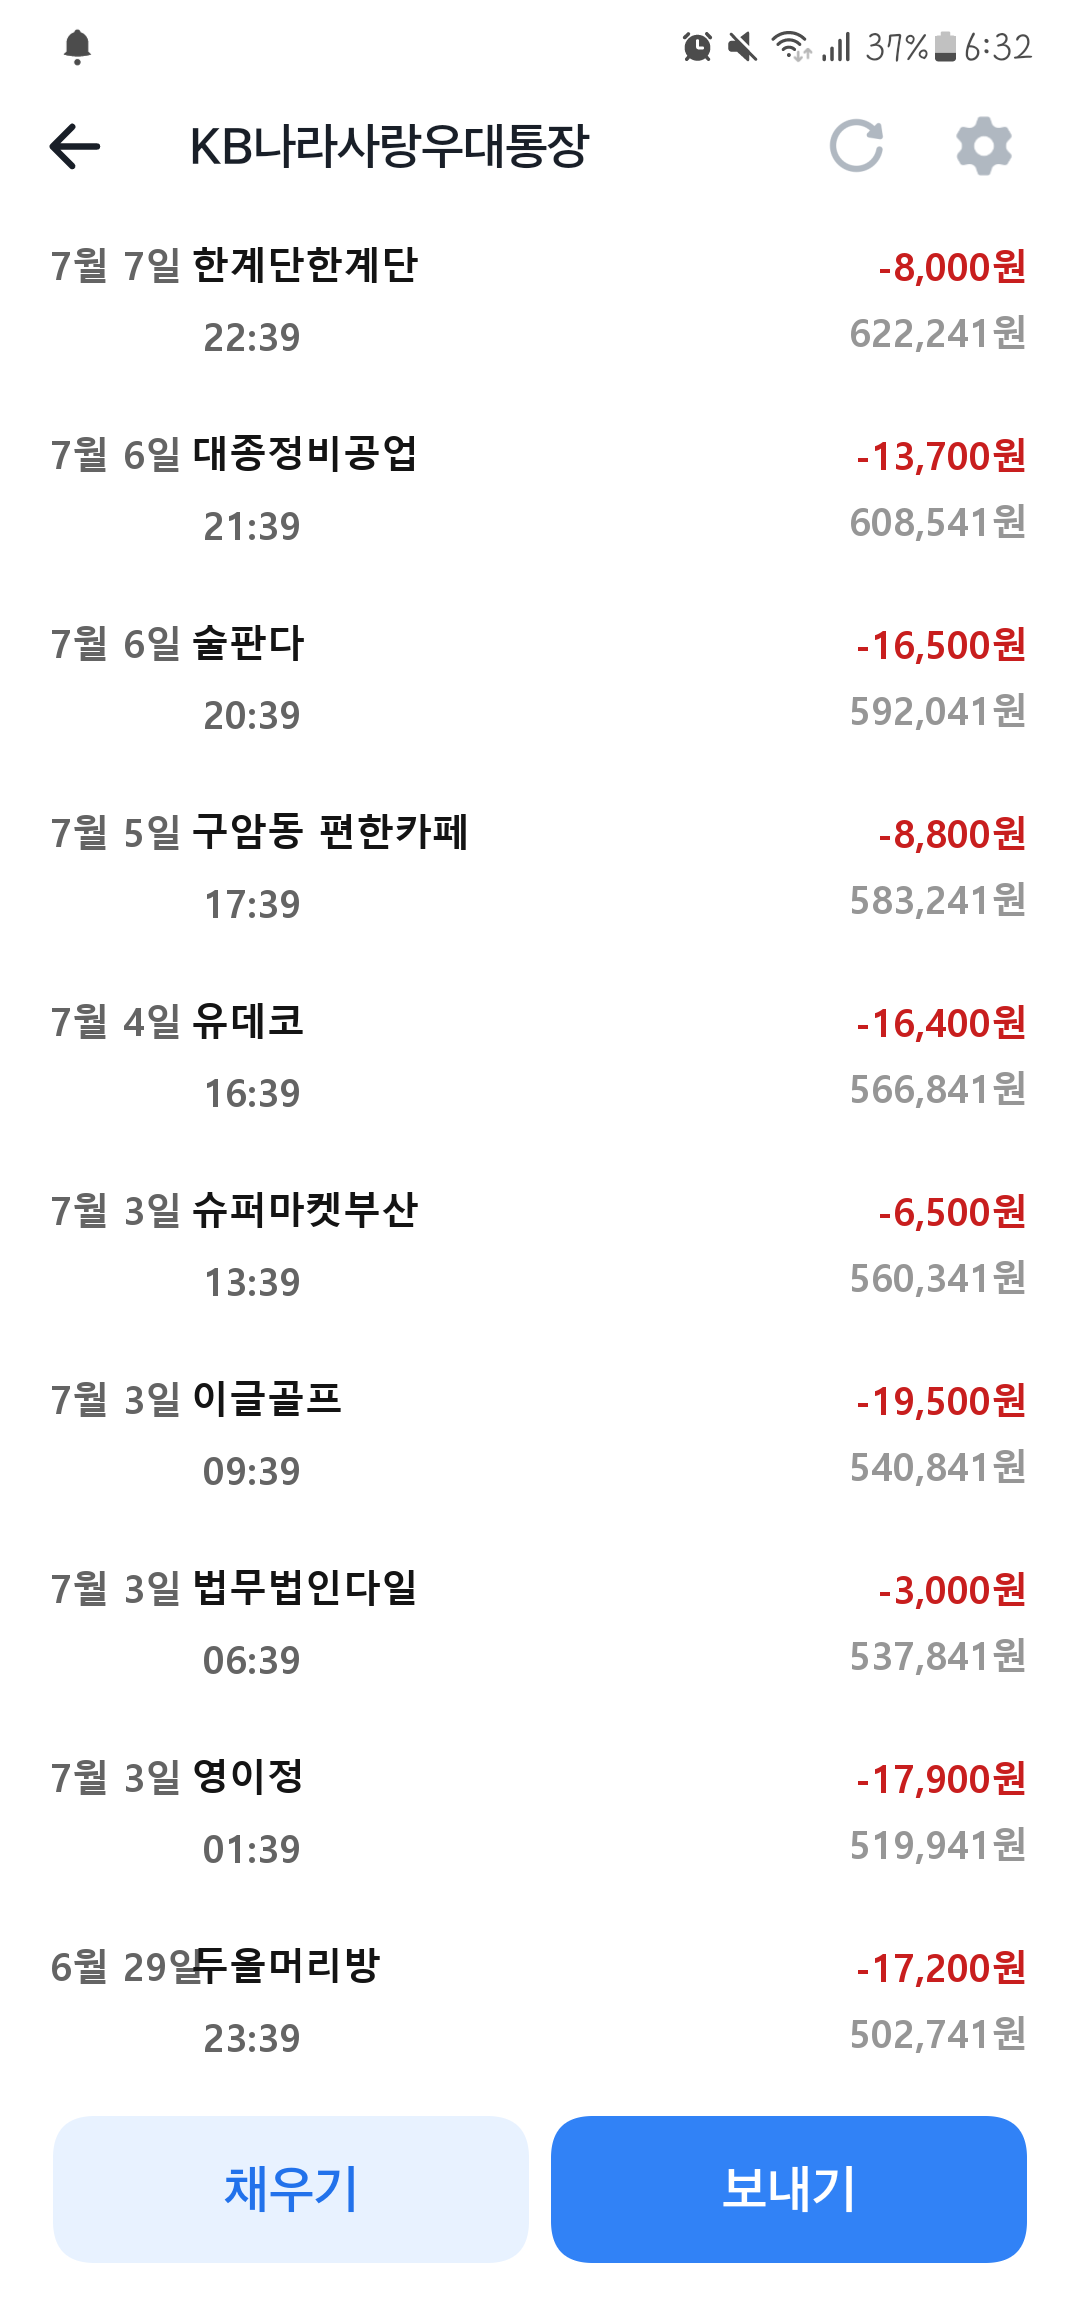 37% 6:32
KB나라사랑우대통장
7월 7일 한계단한계단 -8,000원
22:39 622,241원
7월 6일 대종정비공업 -13,700원
21:39 608,541원
7월 6일 술판다 -16,500원
20:39 592,041원
7월 5일 구암동 편한카페 -8,800원
17:39 583,241원
7월 4일 유데코 -16,400원
16:39 566,841원
7월 3일 슈퍼마켓부산 -6,500원
13:39 560,341원
7월 3일 이글골프 -19,500원
09:39 540,841원
7월 3일 법무법인다일 -3,000원
06:39 537,841원
7월 3일 영이정 -17,900원
01:39 519,941원
6월 29일 두올머리방 -17,200원
23:39 502,741원
채우기 보내기